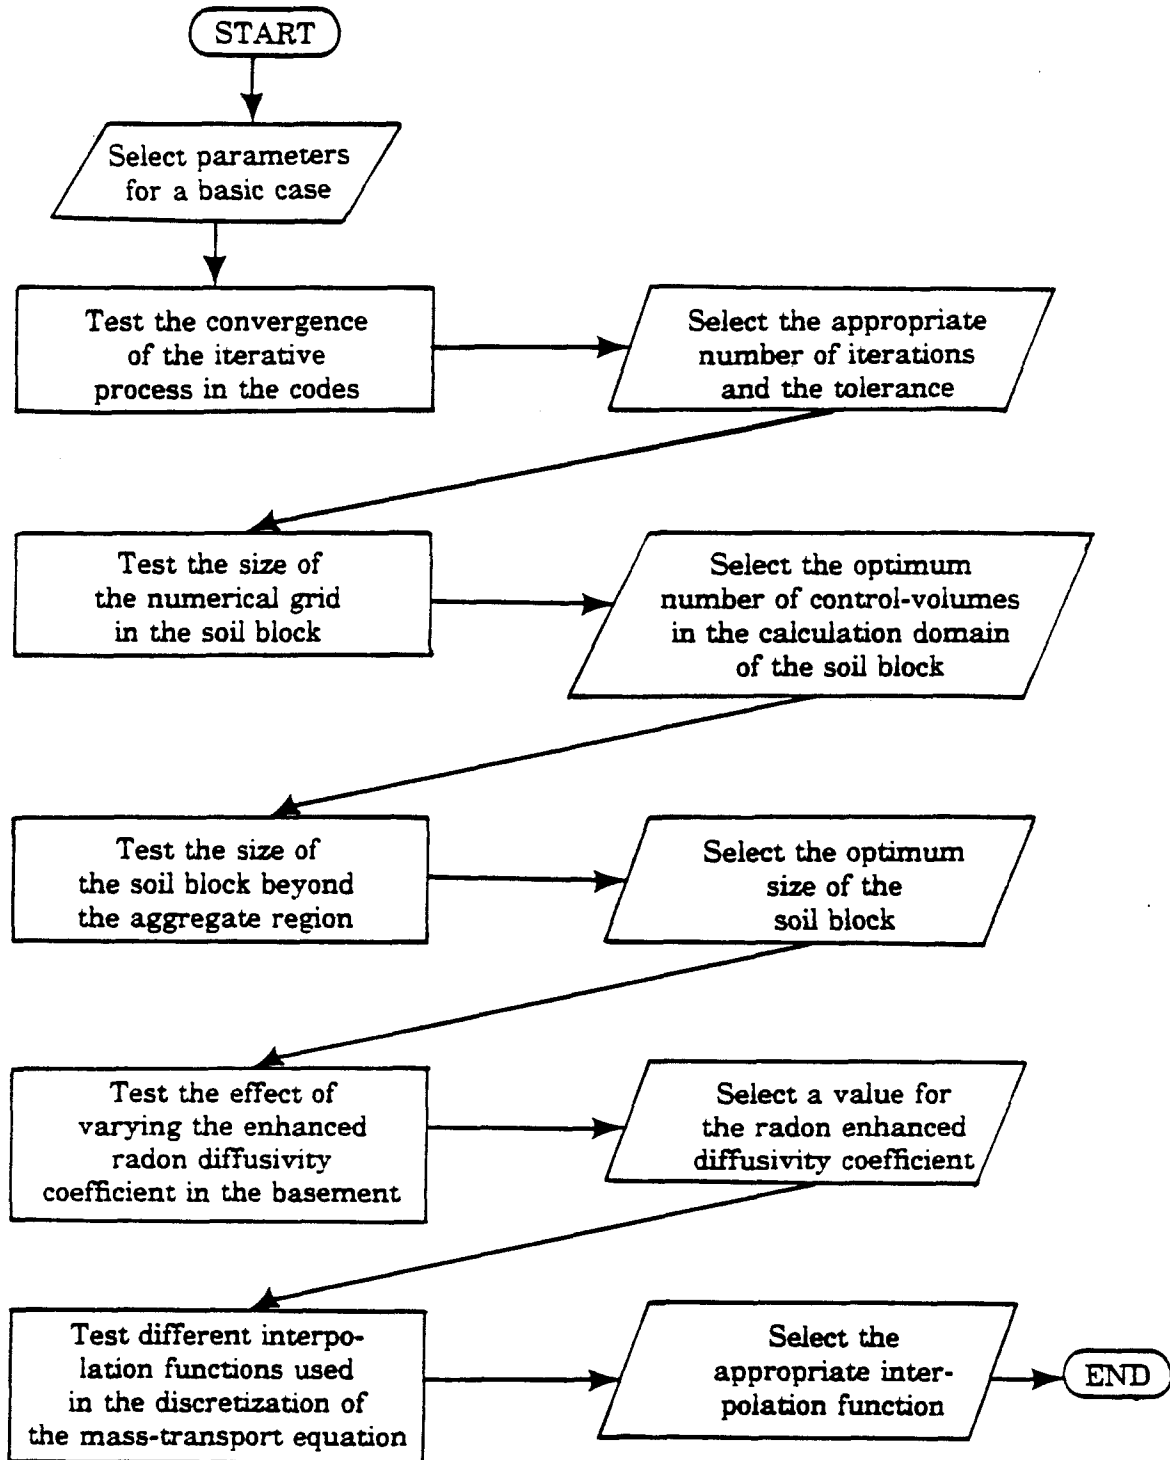 START
Select parameters
for a basic case
Test the convergence
of the iterative
process in the codes
Select the appropriate
number of iterations
and the tolerance
Test the size of
the numerical grid
in the soil block
Select the optimum
number of control-volumes
in the calculation domain
of the soil block
Test the size of
the soil block beyond
the aggregate region
Select the optimum
size of the
soil block
Test the effect of
varying the enhanced
radon diffusivity
coefficient in the basement
Select a value for
the radon enhanced
diffusivity coefficient
Test different interpo-
lation functions used
in the discretization of
the mass-transport equation
Select the
appropriate inter-
polation function
END